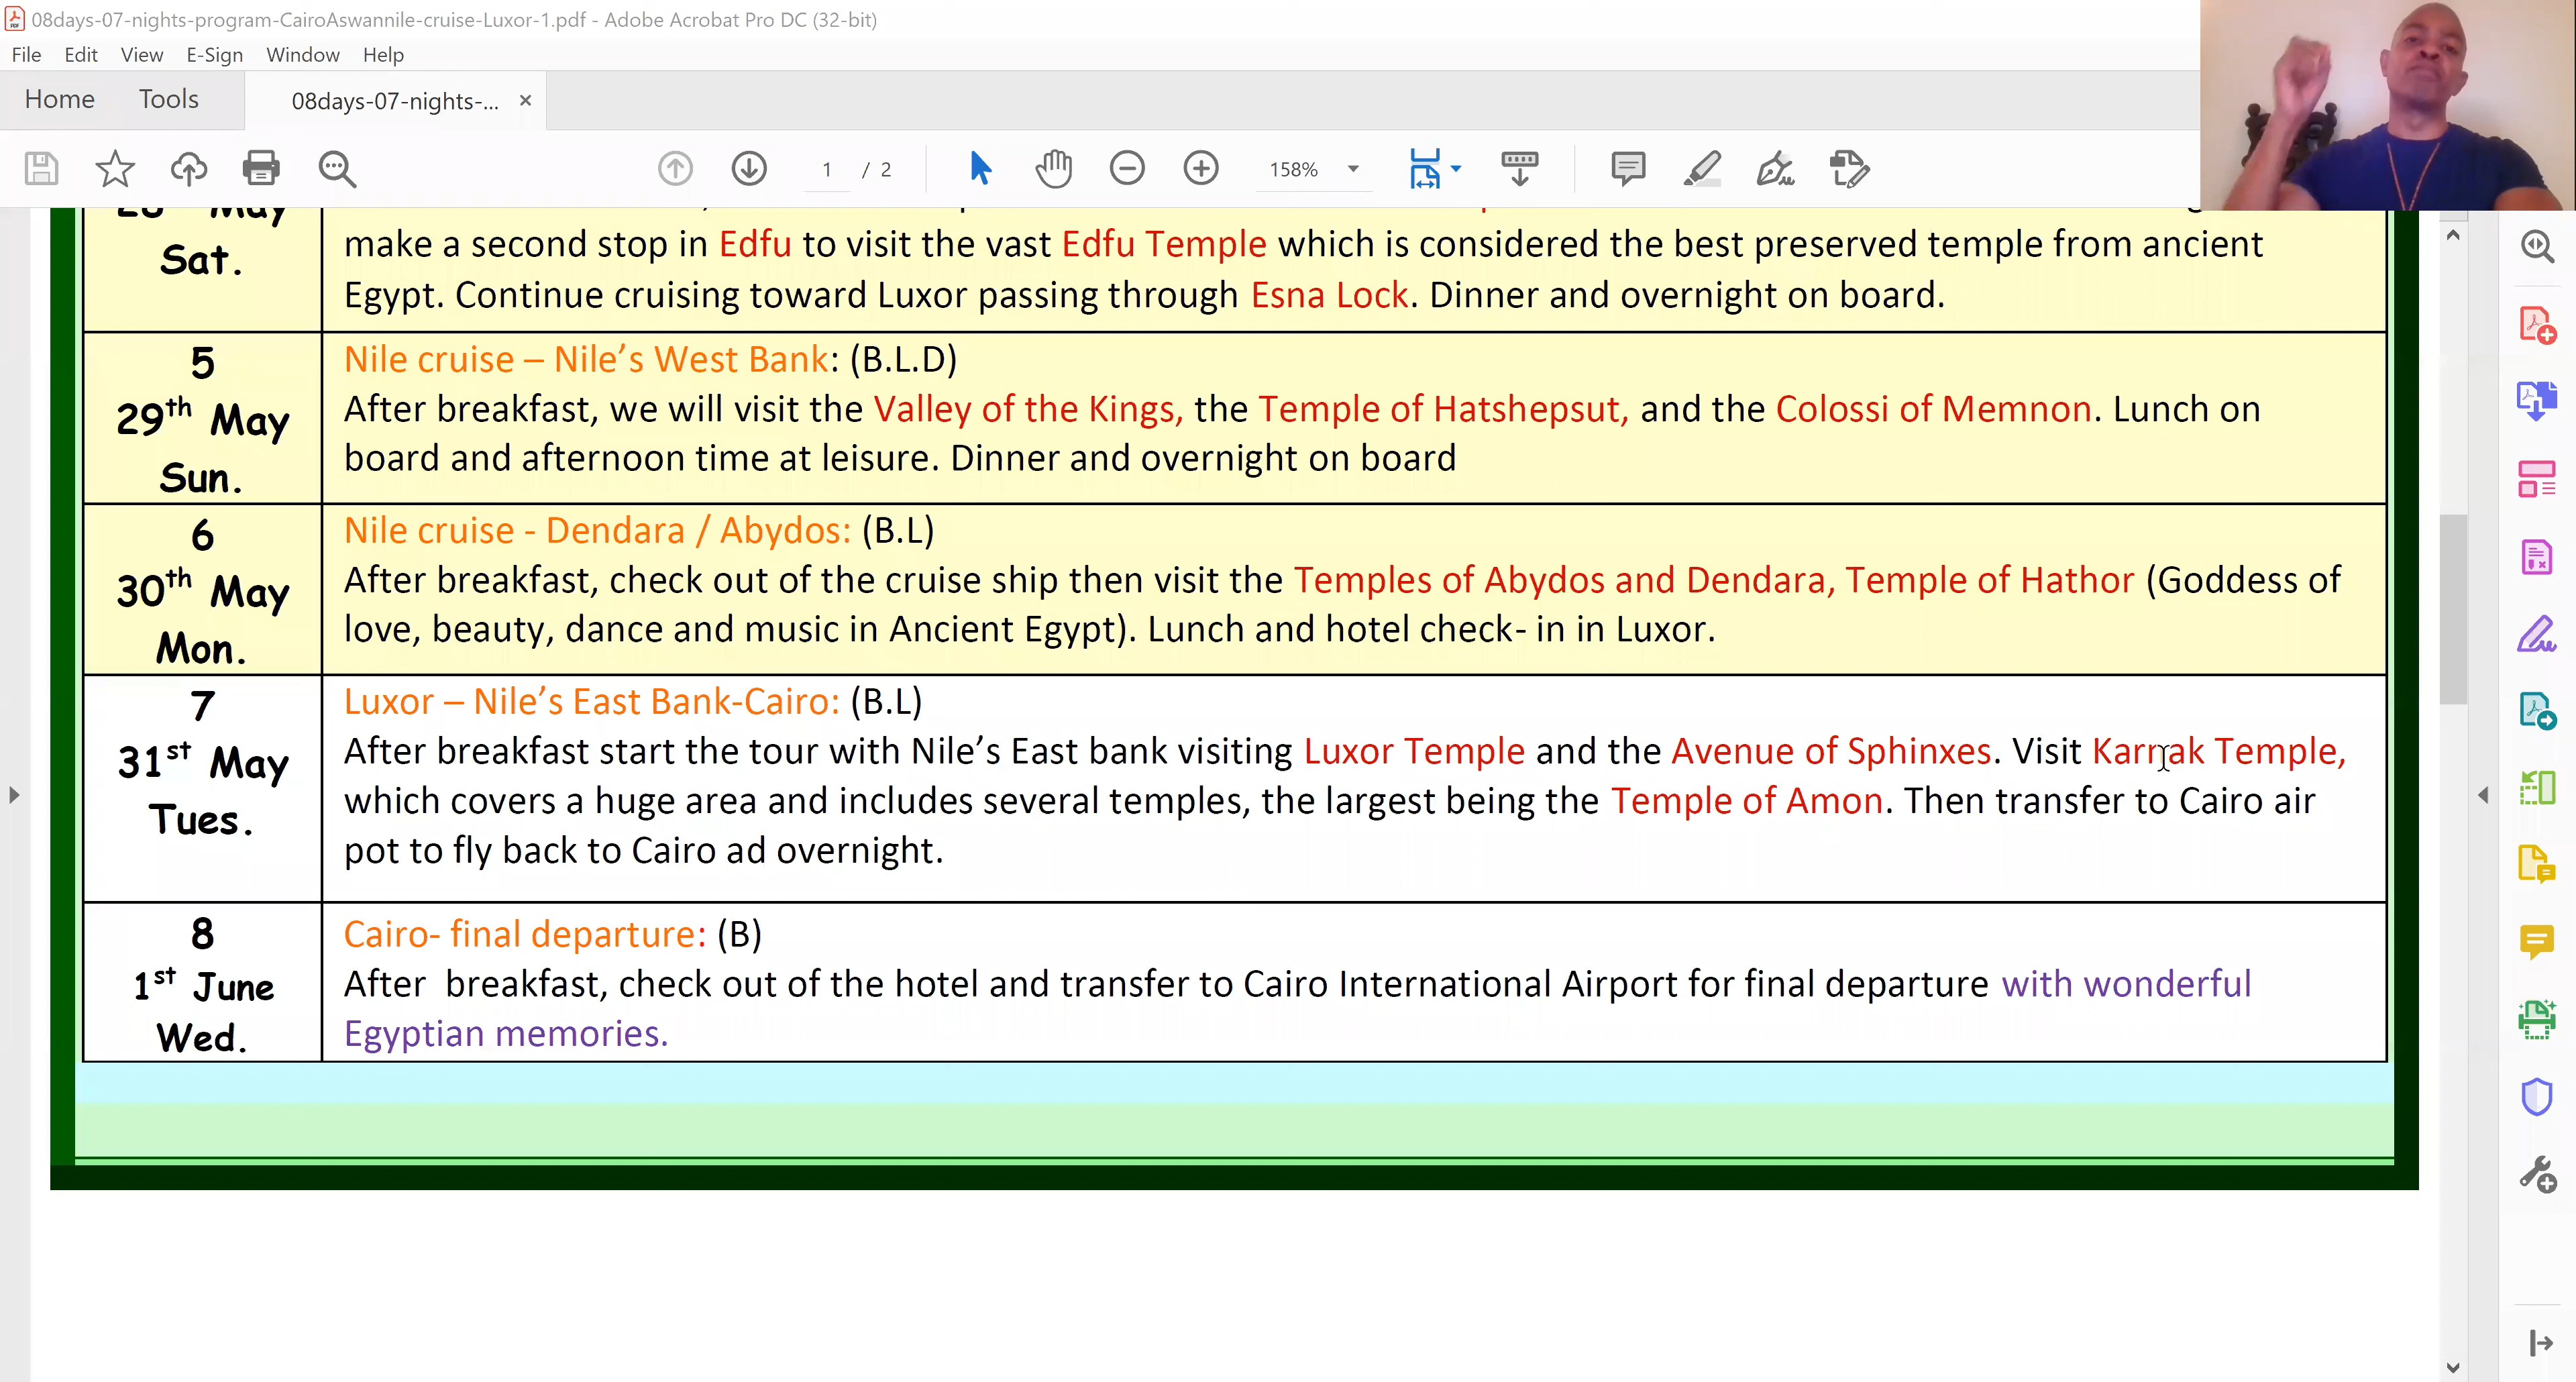 08days-07-nights-program-CairoAswannile-cruise-Luxor-1.pdf - Adobe Acrobat Pro DC (32-bit)
File Edit View E-Sign Window Help
Home Tools 08days-07-nights-... ×
1 / 2 158%
28 May
Sat.
make a second stop in Edfu to visit the vast Edfu Temple which is considered the best preserved temple from ancient
Egypt. Continue cruising toward Luxor passing through Esna Lock. Dinner and overnight on board.
5
29th May
Sun.
Nile cruise – Nile’s West Bank: (B.L.D)
After breakfast, we will visit the Valley of the Kings, the Temple of Hatshepsut, and the Colossi of Memnon. Lunch on
board and afternoon time at leisure. Dinner and overnight on board
6
30th May
Mon.
Nile cruise - Dendara / Abydos: (B.L)
After breakfast, check out of the cruise ship then visit the Temples of Abydos and Dendara, Temple of Hathor (Goddess of
love, beauty, dance and music in Ancient Egypt). Lunch and hotel check- in in Luxor.
7
31st May
Tues.
Luxor – Nile’s East Bank-Cairo: (B.L)
After breakfast start the tour with Nile’s East bank visiting Luxor Temple and the Avenue of Sphinxes. Visit Karnak Temple,
which covers a huge area and includes several temples, the largest being the Temple of Amon. Then transfer to Cairo air
pot to fly back to Cairo ad overnight.
8
1st June
Wed.
Cairo- final departure: (B)
After breakfast, check out of the hotel and transfer to Cairo International Airport for final departure with wonderful
Egyptian memories.